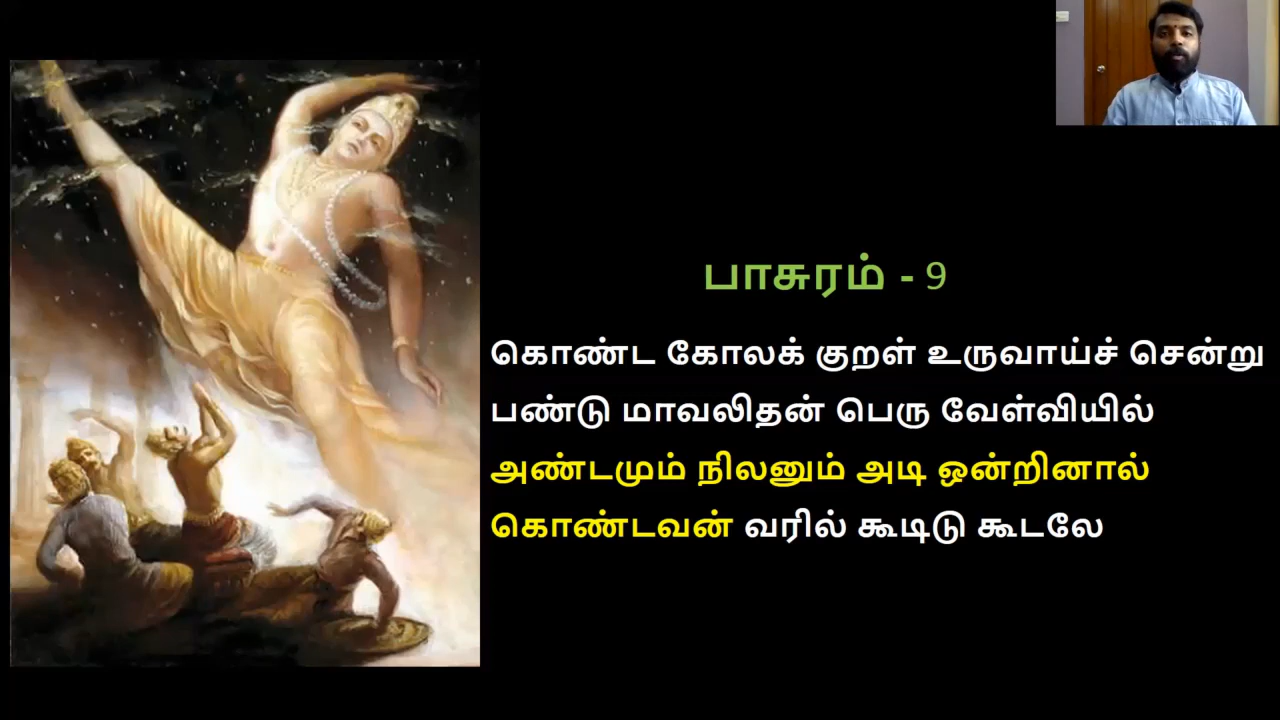 பாசுரம் - 9
கொண்ட கோலக் குறள் உருவாய்ச் சென்று
பண்டு மாவலிதன் பெரு வேள்வியில்
அண்டமும் நிலனும் அடி ஒன்றினால்
கொண்டவன் வரில் கூடிடு கூடலே